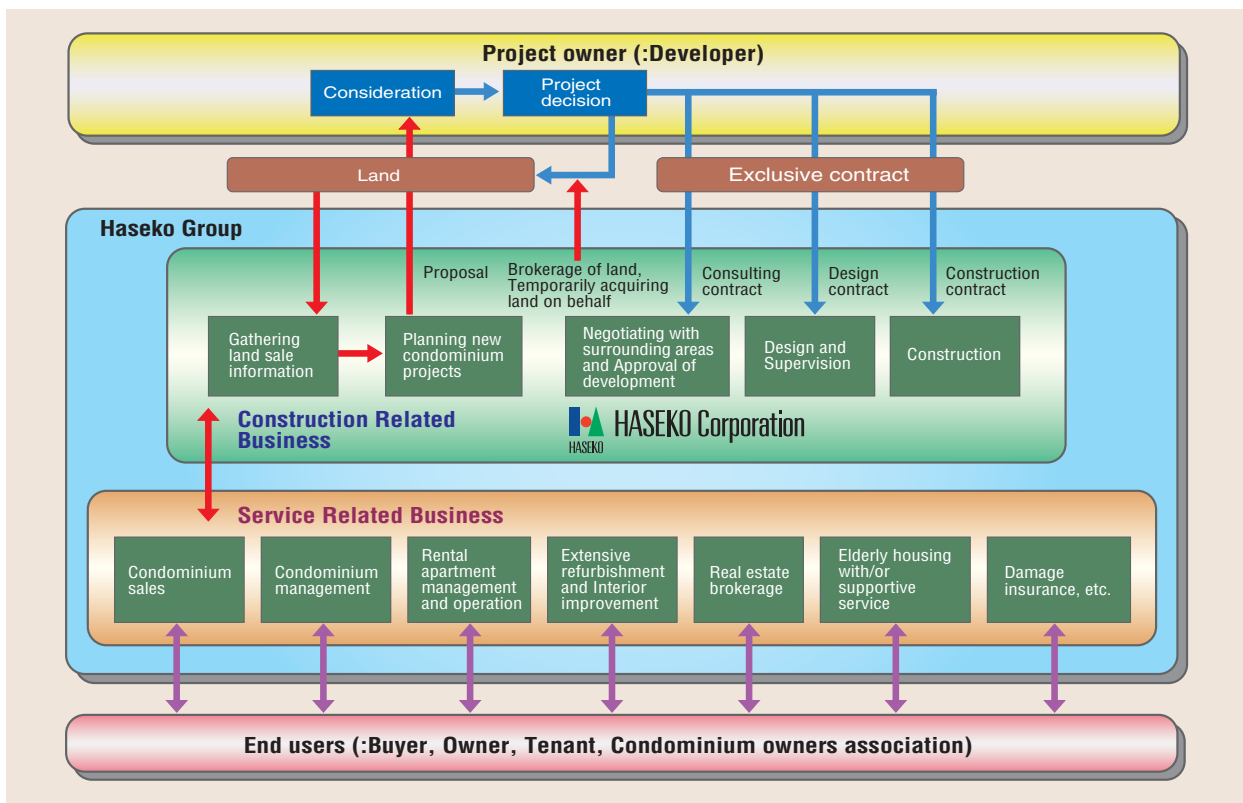 Project owner (:Developer)
Consideration
Project
decision
Land
Exclusive contract
Haseko Group
Proposal
Brokerage of land,
Temporarily acquiring
land on behalf
Consulting
contract
Design
contract
Construction
contract
Gathering
land sale
information
Planning new
condominium
projects
Negotiating with
surrounding areas
and Approval of
development
Design and
Supervision
Construction
Construction Related
Business
HASEKO
HASEKO Corporation
Service Related Business
Condominium
sales
Condominium
management
Rental
apartment
management
and operation
Extensive
refurbishment
and Interior
improvement
Real estate
brokerage
Elderly housing
with/or
supportive
service
Damage
insurance, etc.
End users (:Buyer, Owner, Tenant, Condominium owners association)